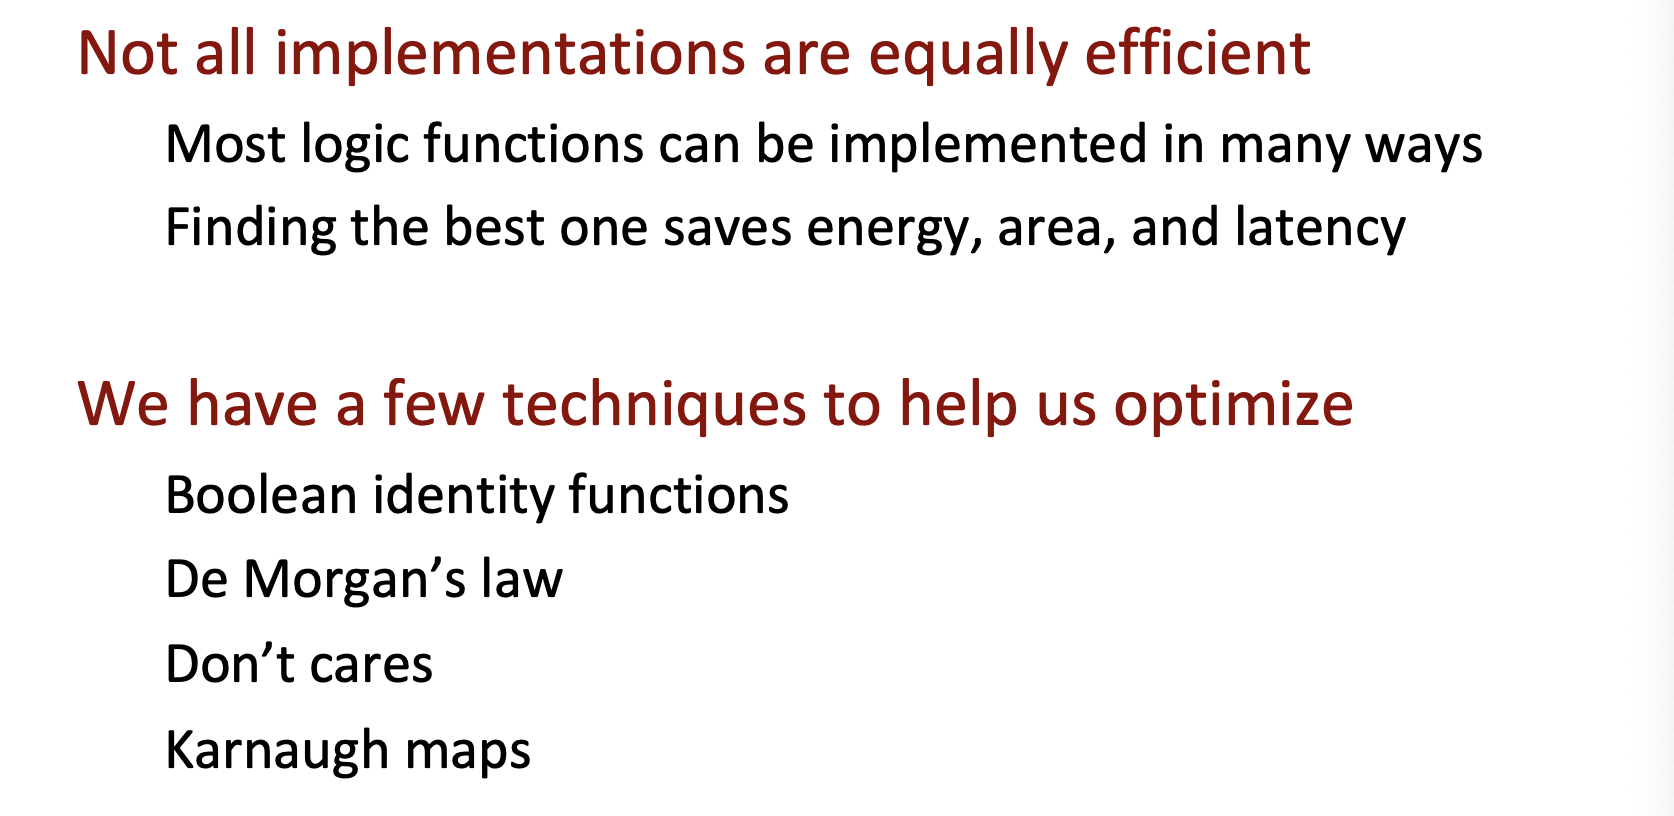 Not all implementations are equally efficient
Most logic functions can be implemented in many ways
Finding the best one saves energy, area, and latency
We have a few techniques to help us optimize
Boolean identity functions
De Morgan’s law
Don’t cares
Karnaugh maps